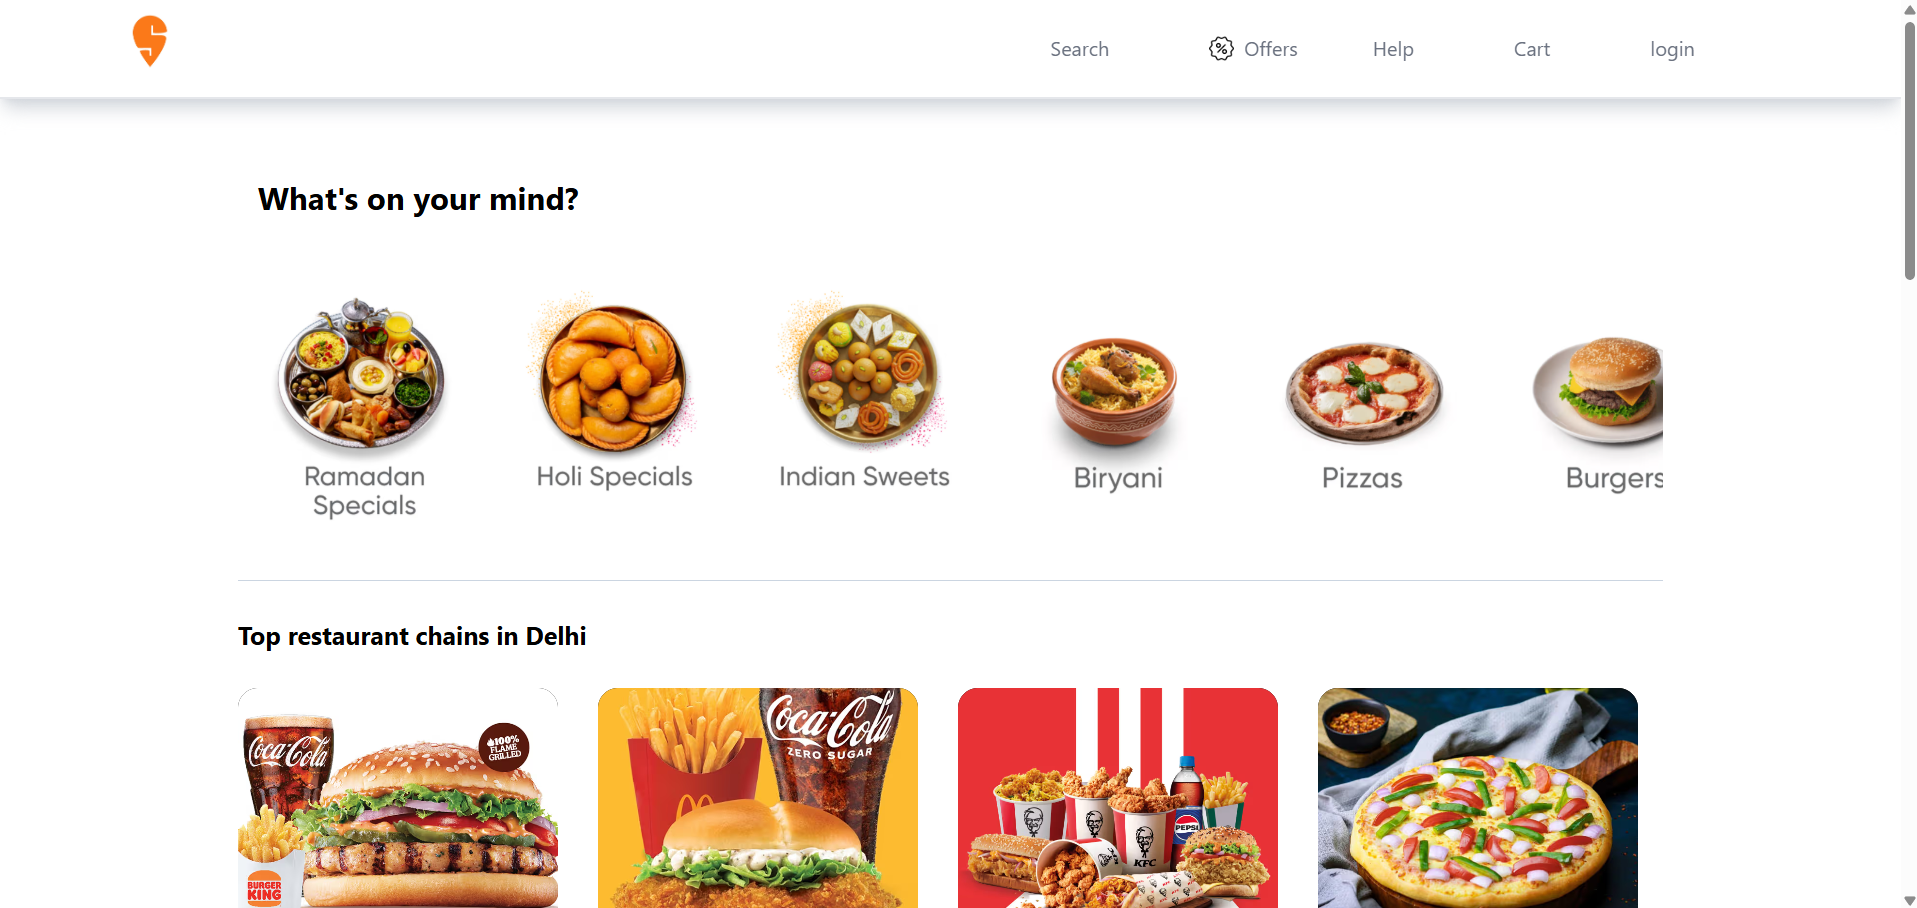 Search
Offers
Help
Cart
login
What's on your mind?
Ramadan
Specials
Holi Specials
Indian Sweets
Biryani
Pizzas
Burgers
Top restaurant chains in Delhi
Coca-Cola
100%
FLAME
GRILLED
BURGER
KING
Coca-Cola
ZERO SUGAR
PEPSI
KFC